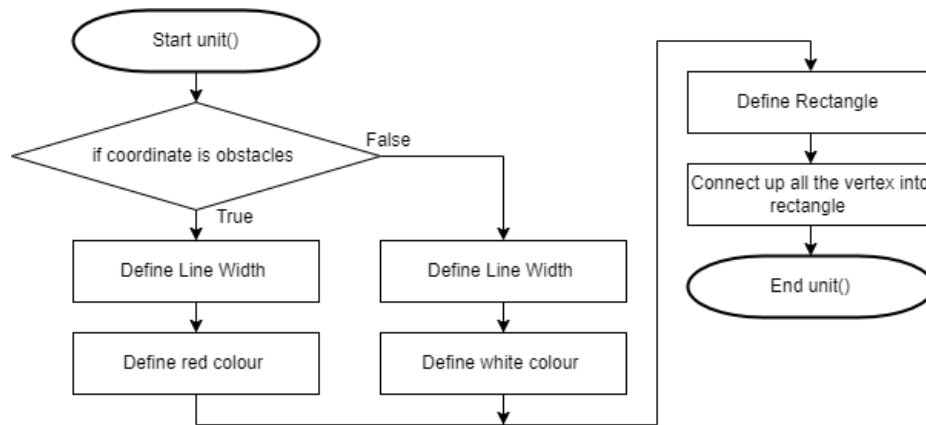 Start unit()
if coordinate is obstacles
False
True
Define Line Width
Define red colour
Define Line Width
Define white colour
Define Rectangle
Connect up all the vertex into
rectangle
End unit()